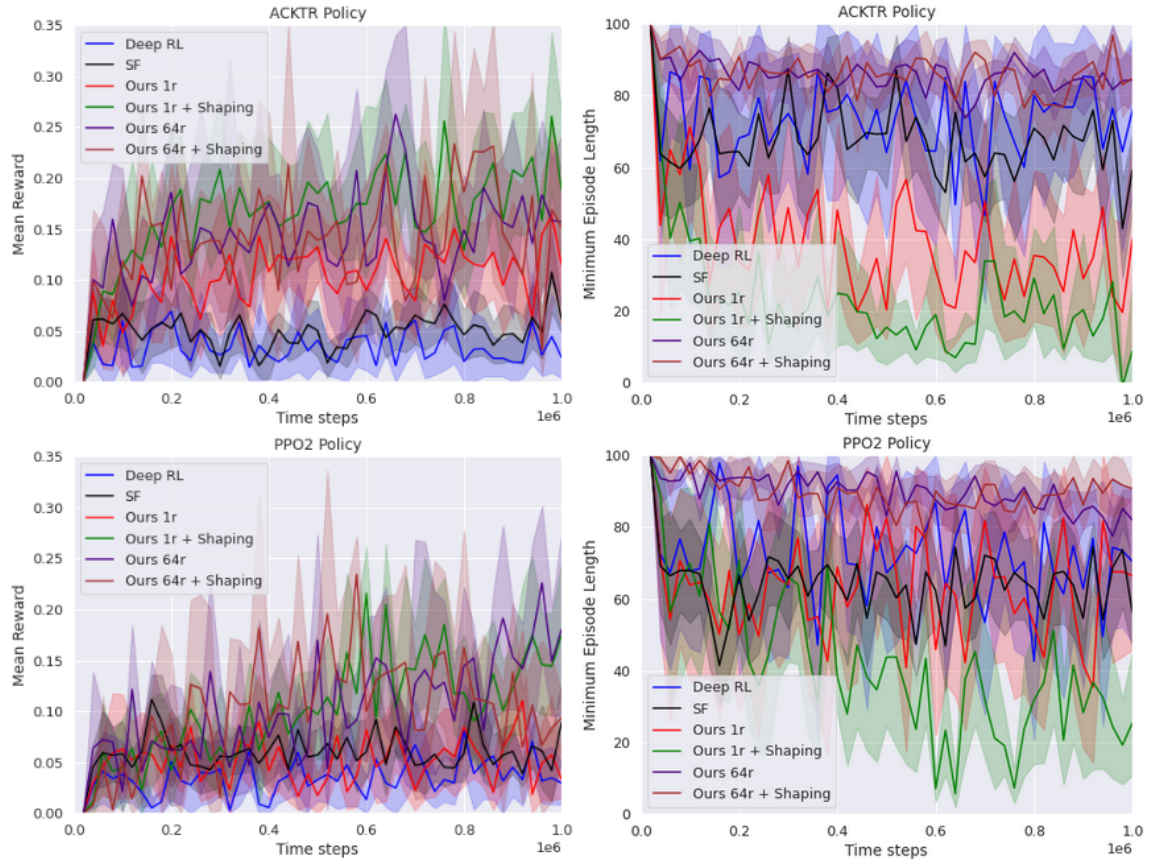 ACKTR Policy
Mean Reward
0.35
0.30
0.25
0.20
0.15
0.10
0.05
0.00
Deep RL
SF
Ours 1r
Ours 1r + Shaping
Ours 64r
Ours 64r + Shaping
0.0 0.2 0.4 0.6 0.8 1.0
Time steps
1e6
ACKTR Policy
Minimum Episode Length
100
80
60
40
20
0
Deep RL
SF
Ours 1r
Ours 1r + Shaping
Ours 64r
Ours 64r + Shaping
0.0 0.2 0.4 0.6 0.8 1.0
Time steps
1e6
PPO2 Policy
Mean Reward
0.35
0.30
0.25
0.20
0.15
0.10
0.05
0.00
Deep RL
SF
Ours 1r
Ours 1r + Shaping
Ours 64r
Ours 64r + Shaping
0.0 0.2 0.4 0.6 0.8 1.0
Time steps
1e6
PPO2 Policy
Minimum Episode Length
100
80
60
40
20
0
Deep RL
SF
Ours 1r
Ours 1r + Shaping
Ours 64r
Ours 64r + Shaping
0.0 0.2 0.4 0.6 0.8 1.0
Time steps
1e6